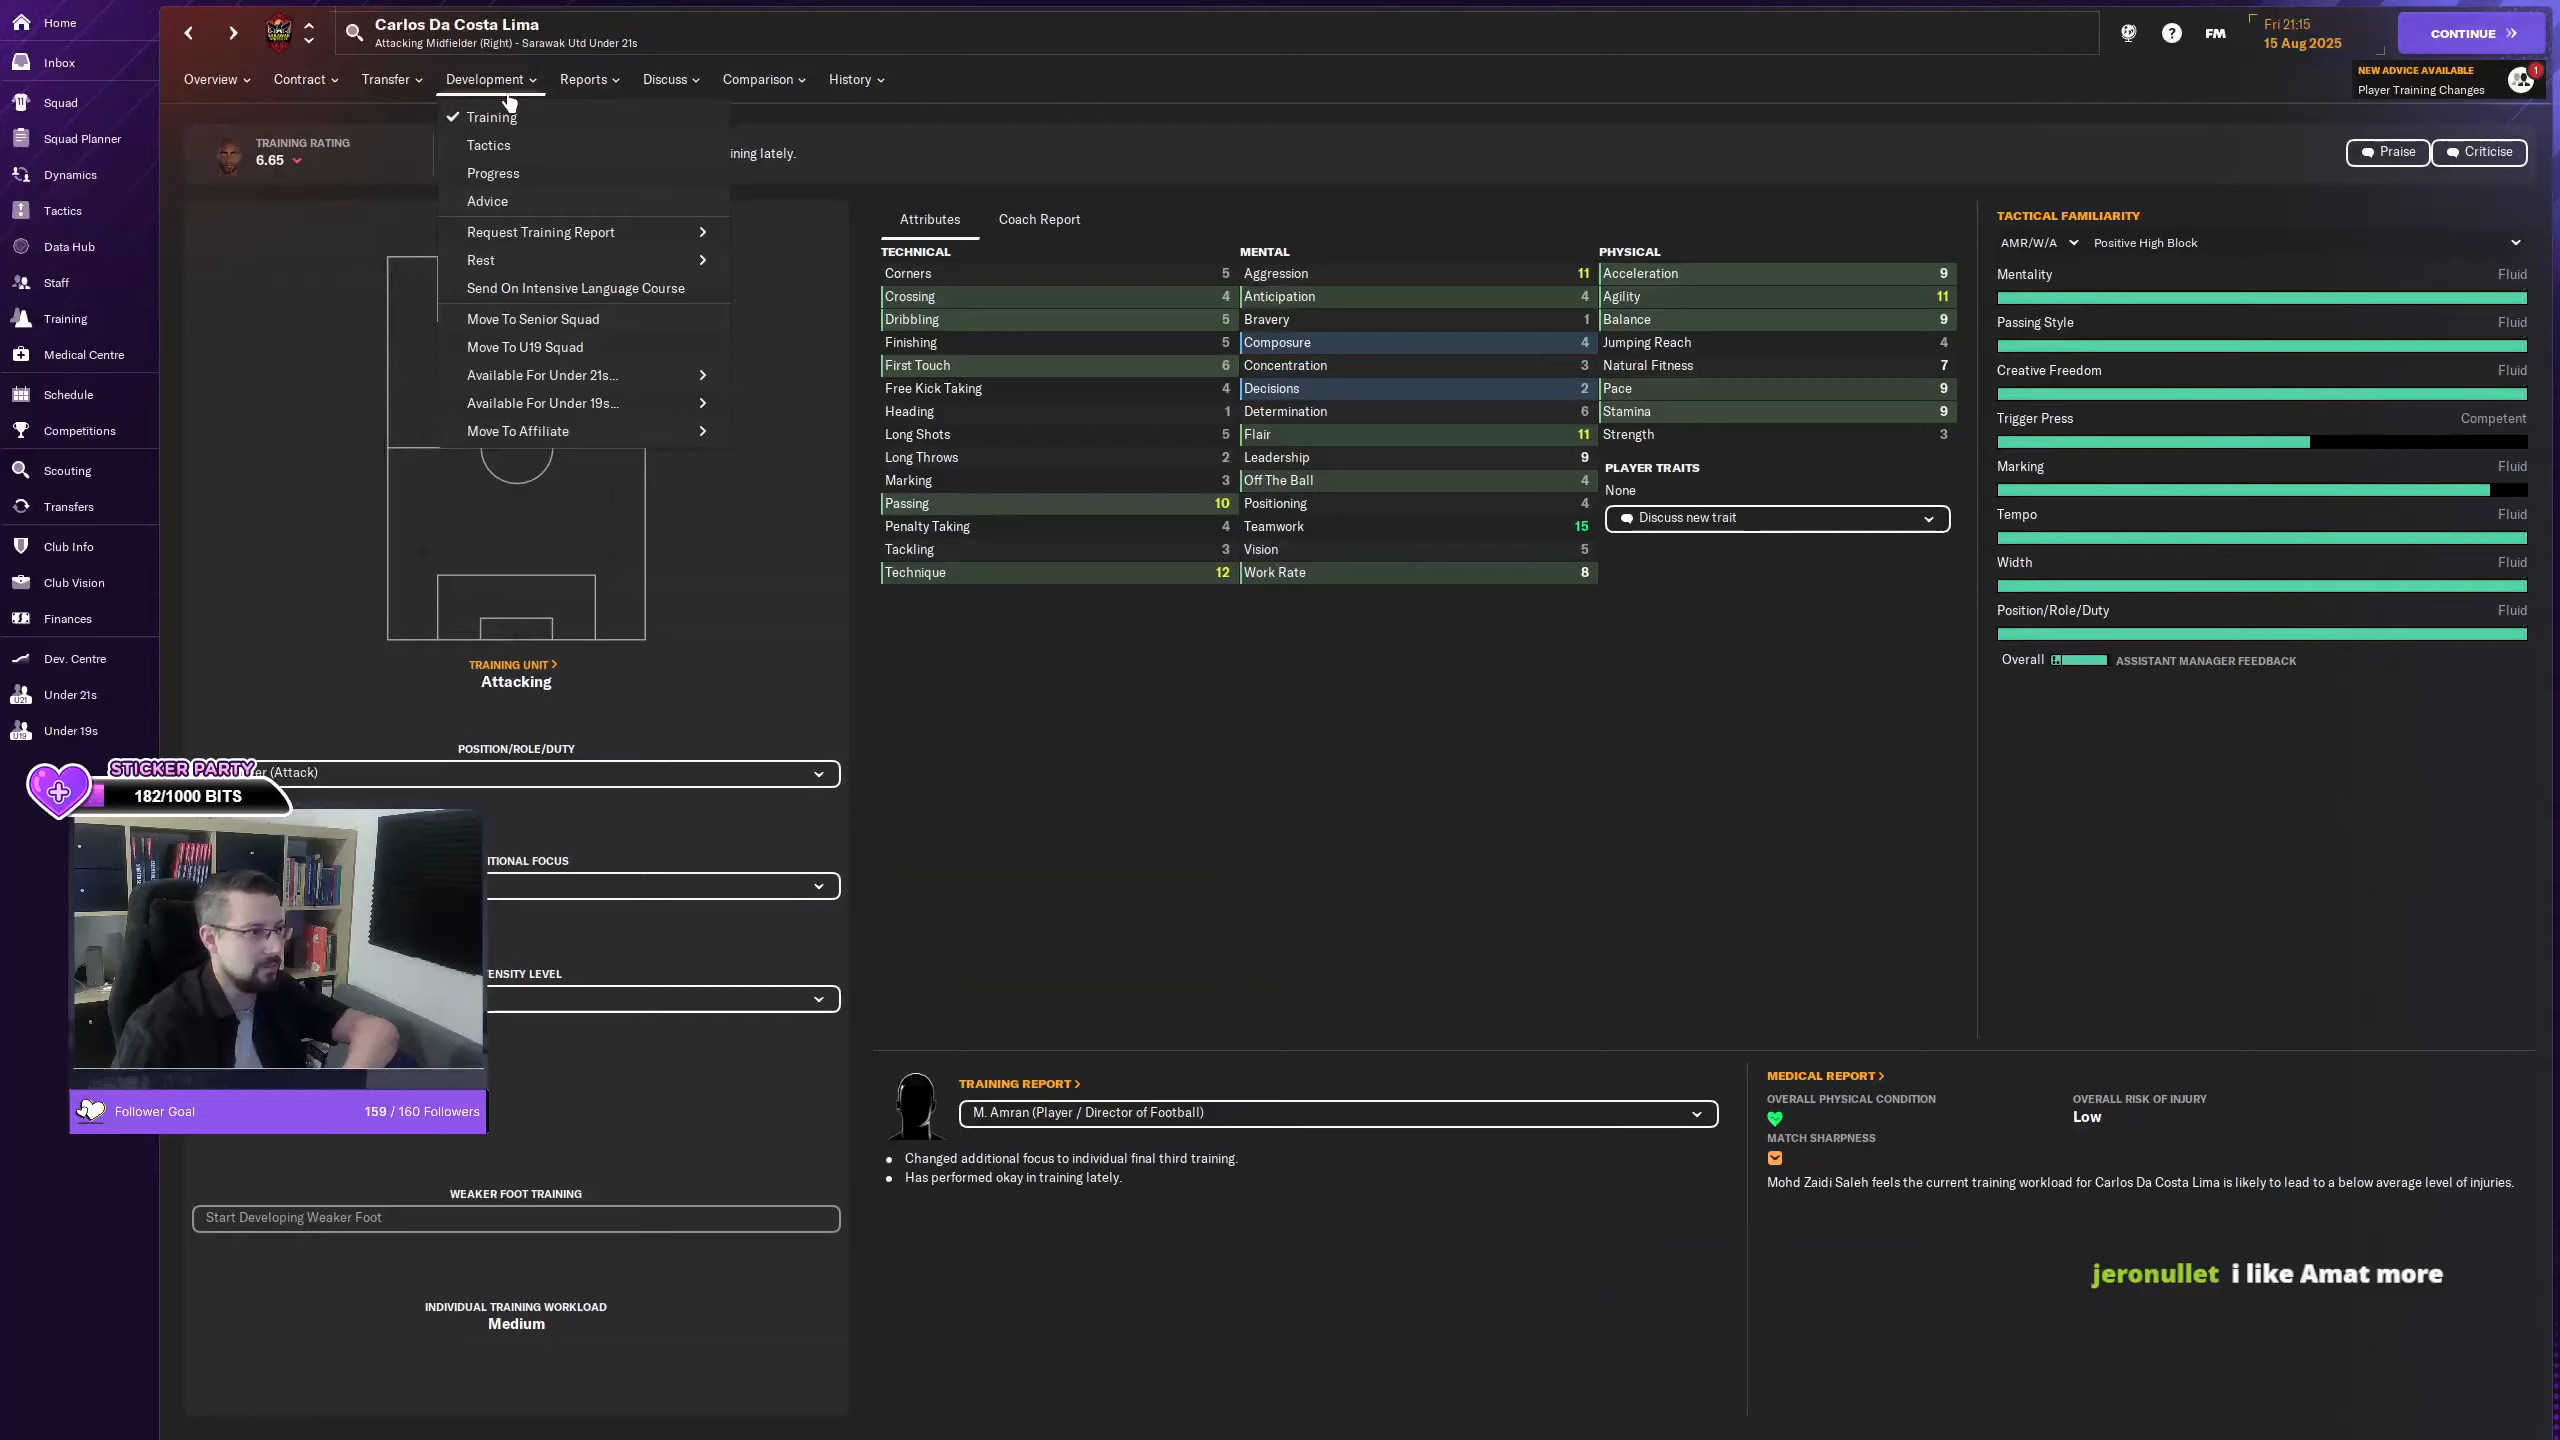 Home
Inbox
Squad
Squad Planner
Dynamics
Tactics
Data Hub
Staff
Training
Medical Centre
Schedule
Competitions
Scouting
Transfers
Club Info
Club Vision
Finances
Dev. Centre
Under 21s
Under 19s
Carlos Da Costa Lima
Attacking Midfielder (Right) - Sarawak Utd Under 21s
FM
Fri 21:15
15 Aug 2025
CONTINUE
Overview
Contract
Transfer
Development
Reports
Discuss
Comparison
History
NEW ADVICE AVAILABLE
Player Training Changes
1
TRAINING RATING
6.65
ining lately.
Praise
Criticise
Training
Tactics
Progress
Advice
Request Training Report
Rest
Send On Intensive Language Course
Move To Senior Squad
Move To U19 Squad
Available For Under 21s...
Available For Under 19s...
Move To Affiliate
TRAINING UNIT
Attacking
POSITION/ROLE/DUTY
er (Attack)
ITIONAL FOCUS
ENSITY LEVEL
WEAKER FOOT TRAINING
Start Developing Weaker Foot
INDIVIDUAL TRAINING WORKLOAD
Medium
STICKER PARTY
182/1000 BITS
Follower Goal 159 / 160 Followers
Attributes
Coach Report
TECHNICAL
Corners 5
Crossing 4
Dribbling 5
Finishing 5
First Touch 6
Free Kick Taking 4
Heading 1
Long Shots 5
Long Throws 2
Marking 3
Passing 10
Penalty Taking 4
Tackling 3
Technique 12
MENTAL
Aggression 11
Anticipation 4
Bravery 1
Composure 4
Concentration 3
Decisions 2
Determination 6
Flair 11
Leadership 9
Off The Ball 4
Positioning 4
Teamwork 15
Vision 5
Work Rate 8
PHYSICAL
Acceleration 9
Agility 11
Balance 9
Jumping Reach 4
Natural Fitness 7
Pace 9
Stamina 9
Strength 3
PLAYER TRAITS
None
Discuss new trait
TACTICAL FAMILIARITY
AMR/W/A
Positive High Block
Mentality Fluid
Passing Style Fluid
Creative Freedom Fluid
Trigger Press Competent
Marking Fluid
Tempo Fluid
Width Fluid
Position/Role/Duty Fluid
Overall
ASSISTANT MANAGER FEEDBACK
TRAINING REPORT
M. Amran (Player / Director of Football)
Changed additional focus to individual final third training.
Has performed okay in training lately.
MEDICAL REPORT
OVERALL PHYSICAL CONDITION
OVERALL RISK OF INJURY
Low
MATCH SHARPNESS
Mohd Zaidi Saleh feels the current training workload for Carlos Da Costa Lima is likely to lead to a below average level of injuries.
jeronullet i like Amat more